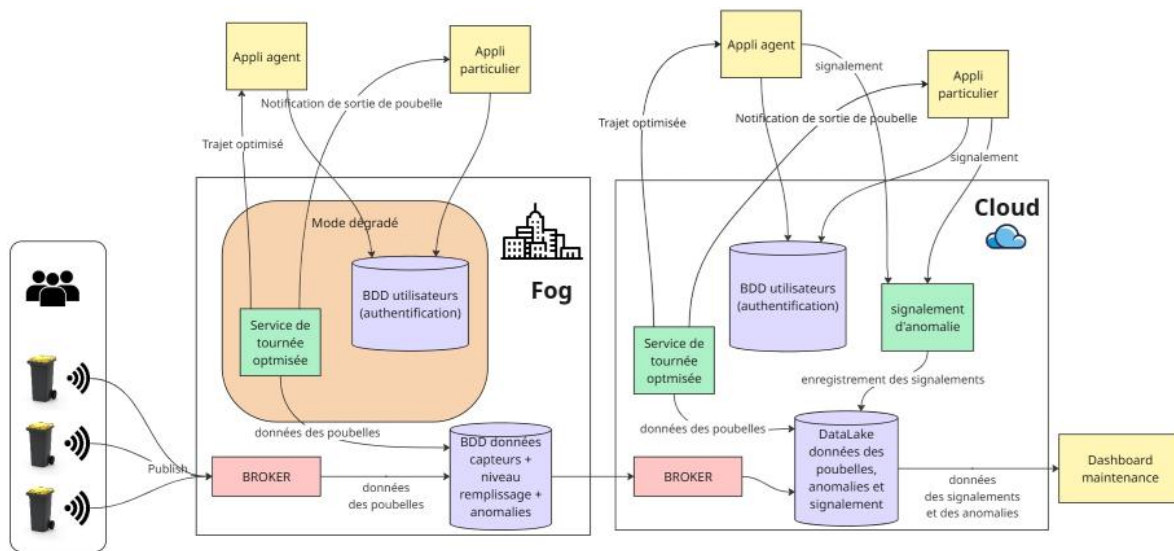 Appli agent
Appli
particulier
Notification de sortie de poubelle
Trajet optimisé
Mode dégradé
Fog
BDD utilisateurs
(authentification)
Service de
tournée
optmisée
données des poubelles
Publish
BROKER
données
des poubelles
BDD données
capteurs +
niveau
remplissage +
anomalies
Appli agent
signalement
Appli
particulier
Trajet optimisée
Notification de sortie de poubelle
signalement
Cloud
BDD utilisateurs
(authentification)
signalement
d'anomalie
Service de
tournée
optmisée
enregistrement des signalements
données des poubelles
BROKER
DataLake
données des
poubelles,
anomalies et
signalement
données
des signalements
et des anomalies
Dashboard
maintenance